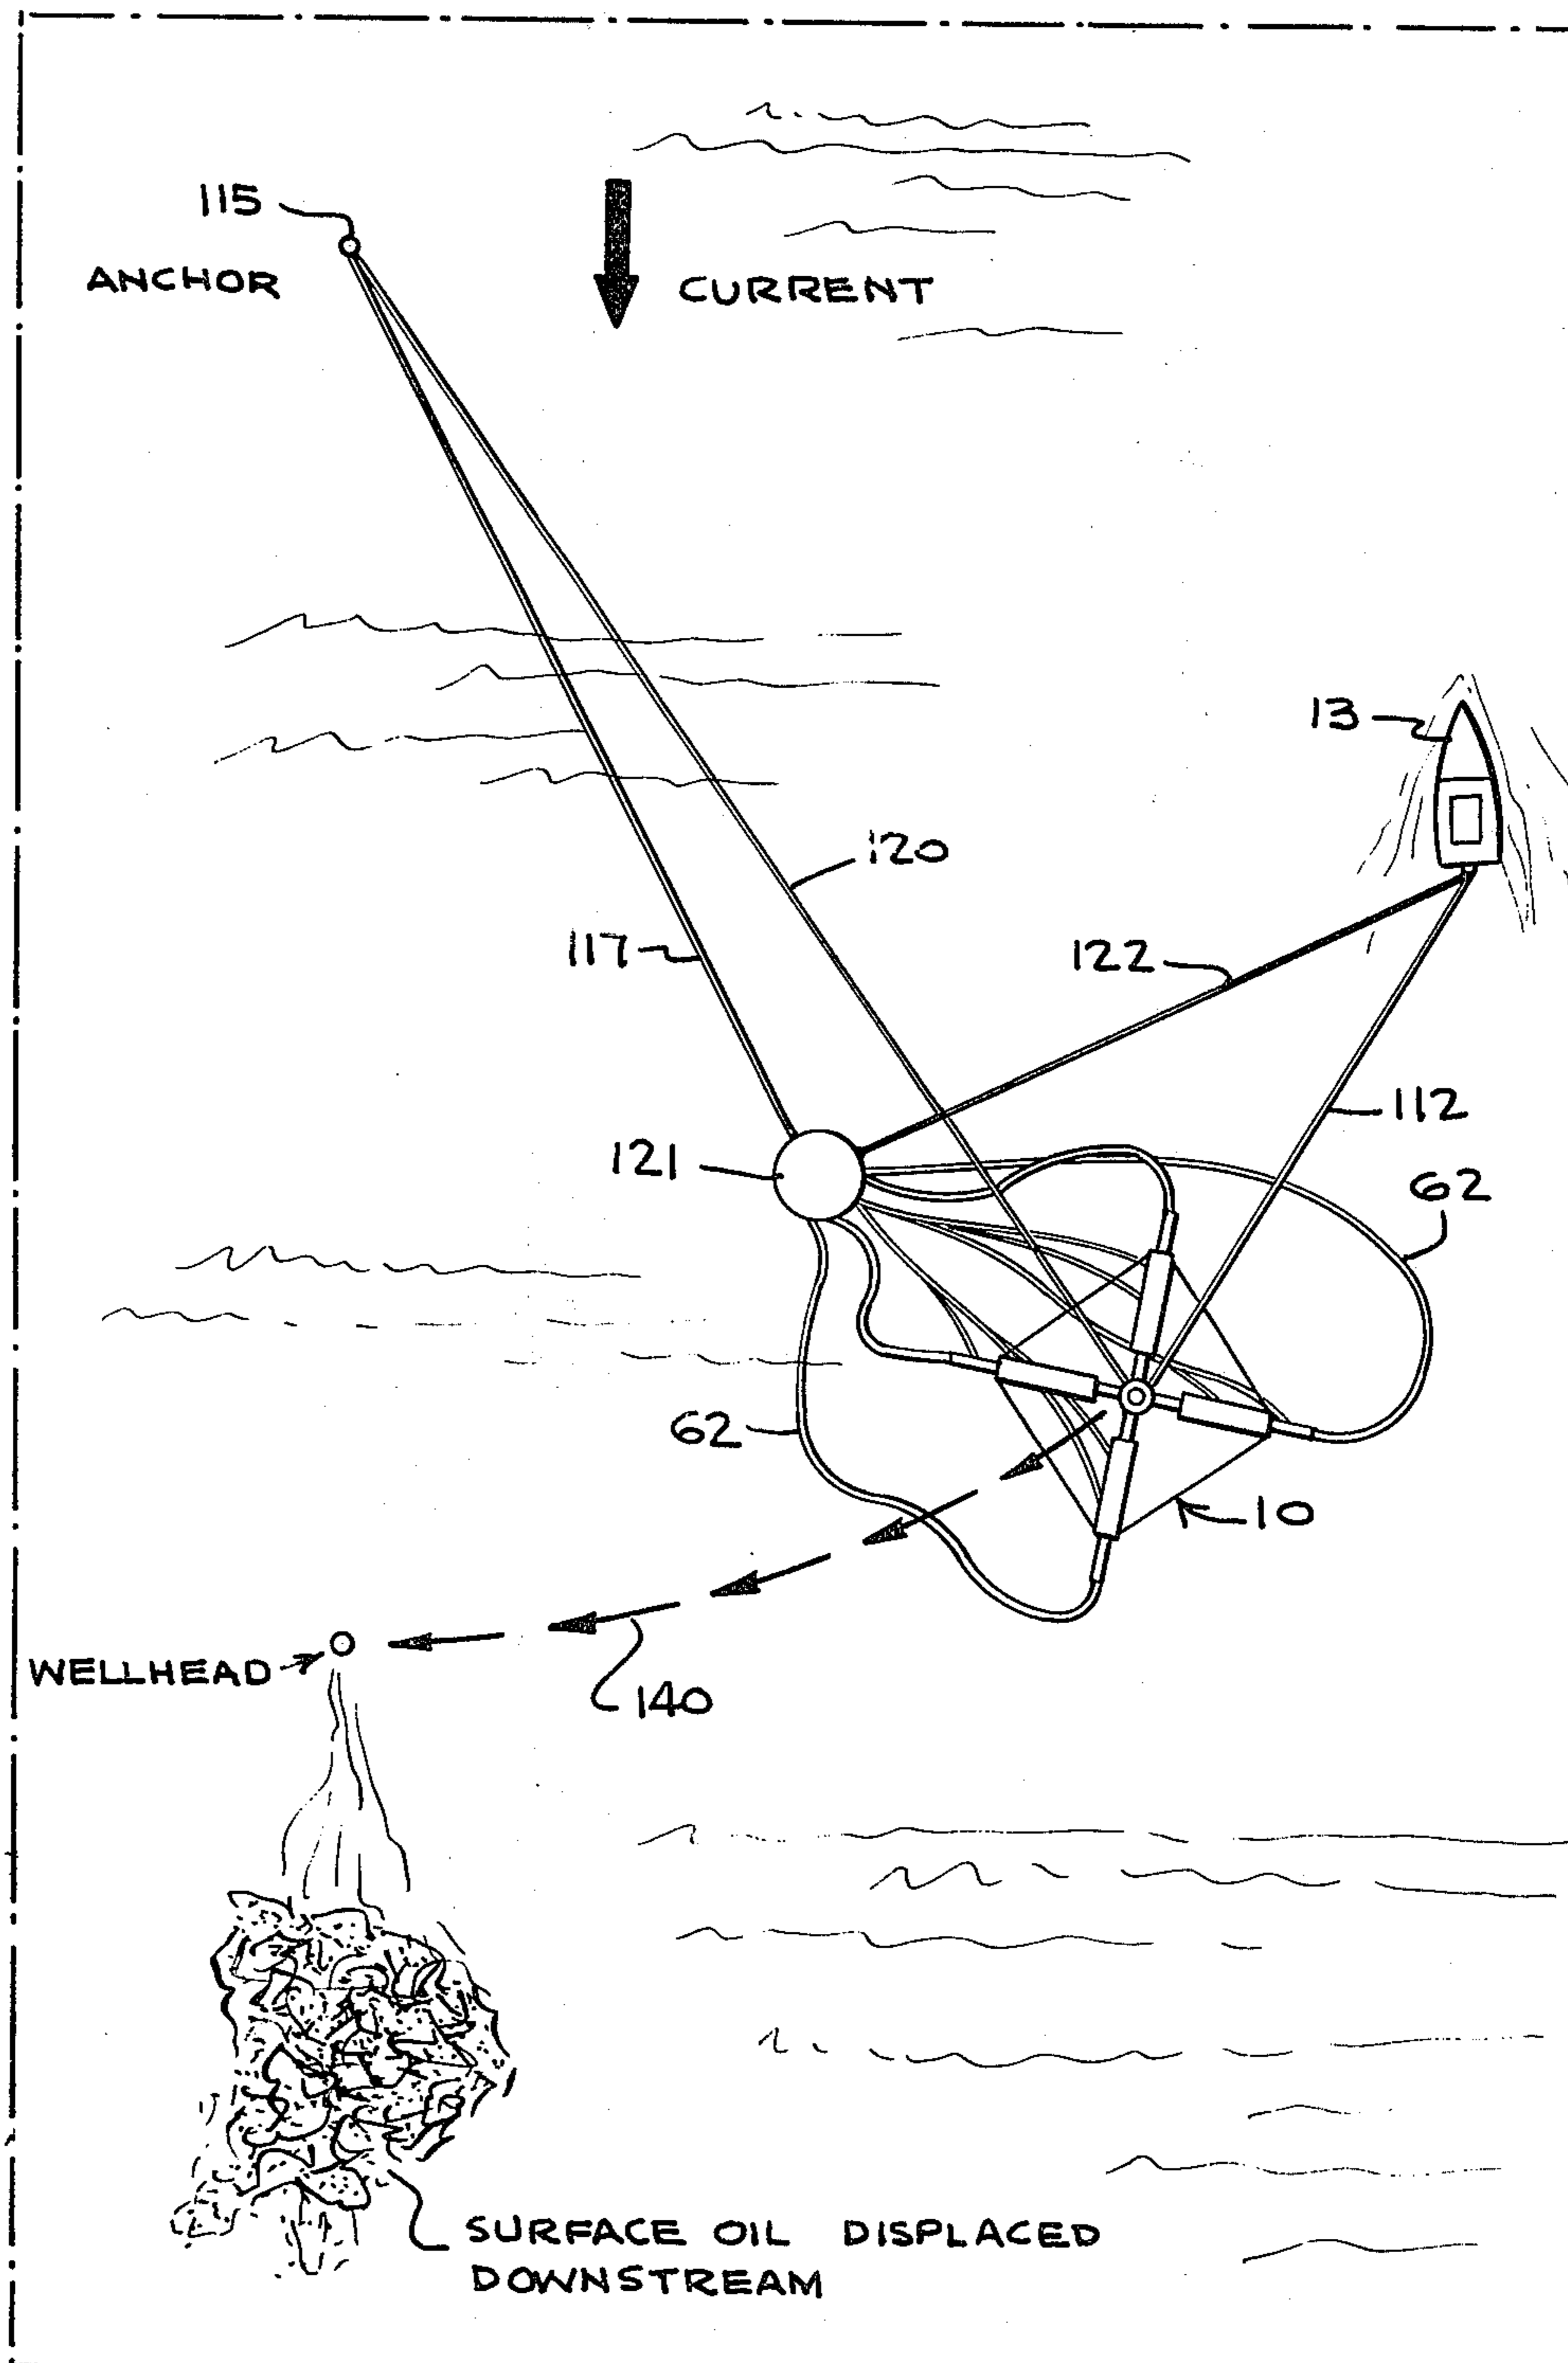 115
ANCHOR
CURRENT
13
120
117
122
112
121
62
62
10
WELLHEAD
140
SURFACE OIL DISPLACED
DOWNSTREAM